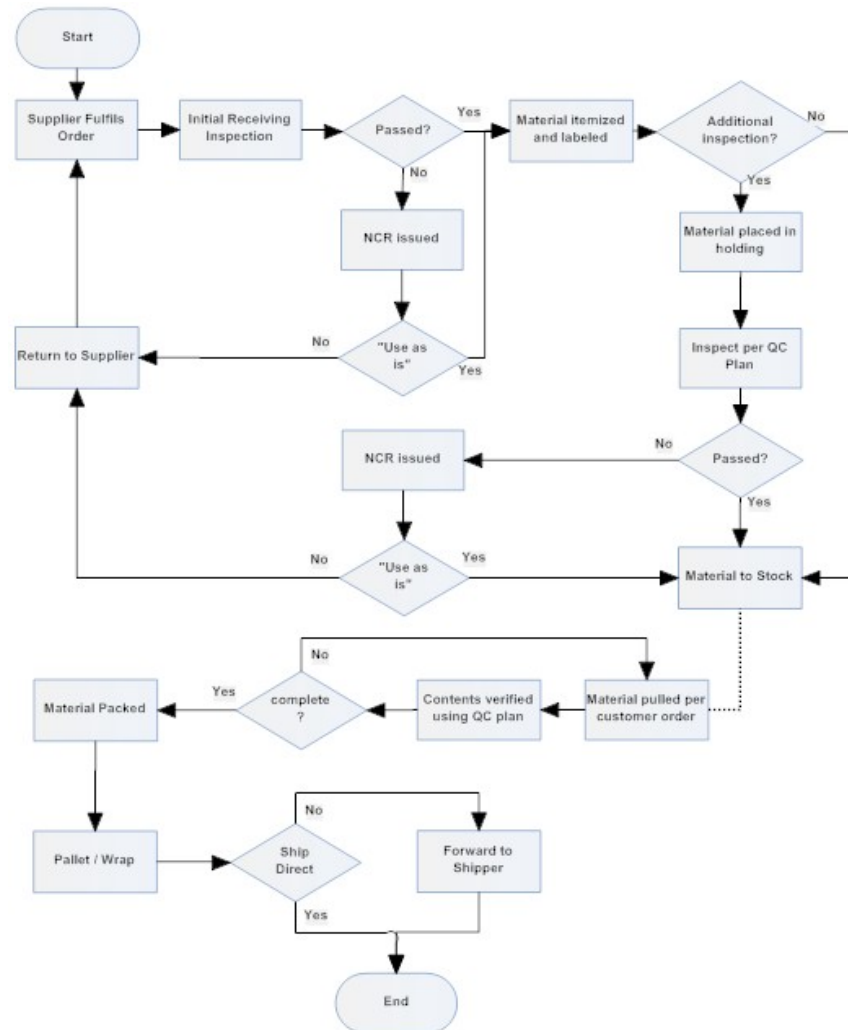 Start
Supplier Fulfils
Order
Initial Receiving
Inspection
Passed?
Yes
Material itemized
and labeled
Additional
inspection?
No
No
Yes
NCR issued
Material placed in
holding
Return to Supplier
No
"Use as
is"
Yes
Inspect per QC
Plan
NCR issued
No
Passed?
Yes
No
"Use as
is"
Yes
Material to Stock
No
Material Packed
Yes
complete
?
Contents verified
using QC plan
Material pulled per
customer order
No
Pallet / Wrap
Ship
Direct
Forward to
Shipper
Yes
End